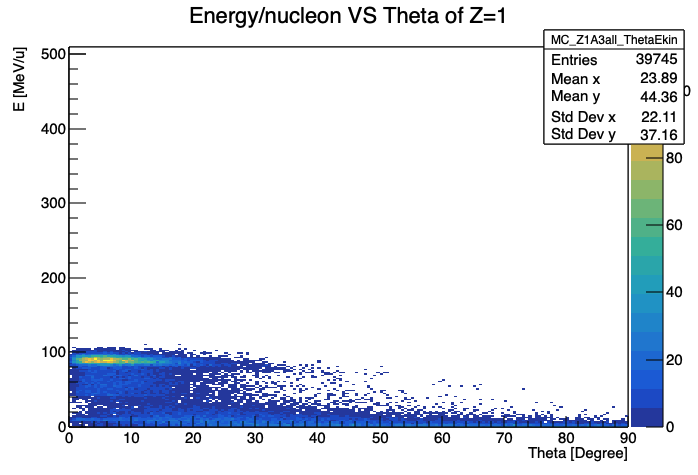 Energy/nucleon VS Theta of Z=1
MC_Z1A3all_ThetaEkin
Entries 39745
Mean x 23.89
Mean y 44.36
Std Dev x 22.11
Std Dev y 37.16
E [MeV/u]
500
400
300
200
100
0
0 10 20 30 40 50 60 70 80 90
Theta [Degree]
0
80
60
40
20
0